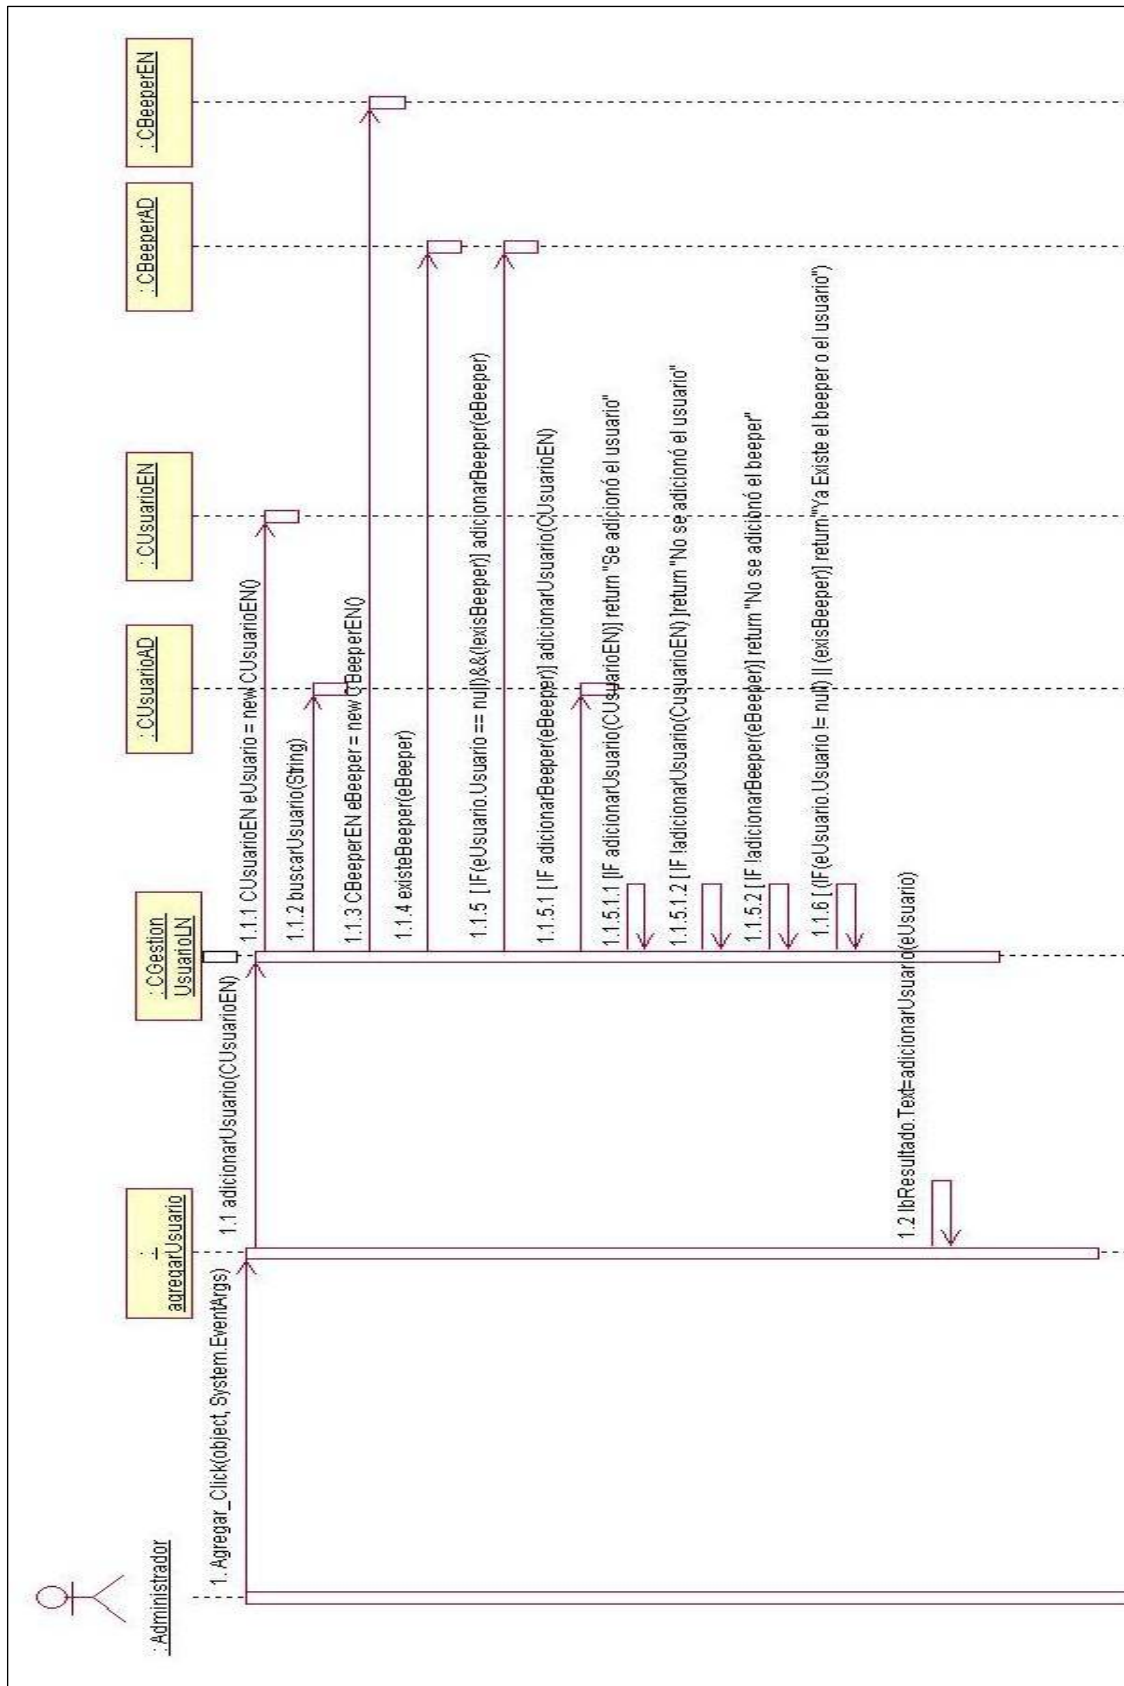 : Administrador
:
agregarUsuario
: CGestion
UsuarioLN
: CUsuarioAD
: CUsuarioEN
: CBeeperAD
: CBeeperEN
1. Agregar_Click(object, System.EventArgs)
1.1 adicionarUsuario(CUsuarioEN)
1.1.1 CUsuarioEN eUsuario = new CUsuarioEN()
1.1.2 buscarUsuario(String)
1.1.3 CBeeperEN eBeeper = new CBeeperEN()
1.1.4 existeBeeper(eBeeper)
1.1.5 [ IF(eUsuario.Usuario == null)&&(!exisBeeper)] adicionarBeeper(eBeeper)
1.1.5.1 [ IF adicionarBeeper(eBeeper)] adicionarUsuario(CUsuarioEN)
1.1.5.1.1 [IF adicionarUsuario(CUsuarioEN)] return "Se adicionó el usuario"
1.1.5.1.2 [ IF !adicionarUsuario(CusuarioEN) ]return "No se adicionó el usuario"
1.1.5.2 [ IF !adicionarBeeper(eBeeper)] return "No se adicionó el beeper"
1.1.6 [ (IF(eUsuario.Usuario != null) || (exisBeeper)] return "Ya Existe el beeper o el usuario")
1.2 lbResultado.Text=adicionarUsuario(eUsuario)